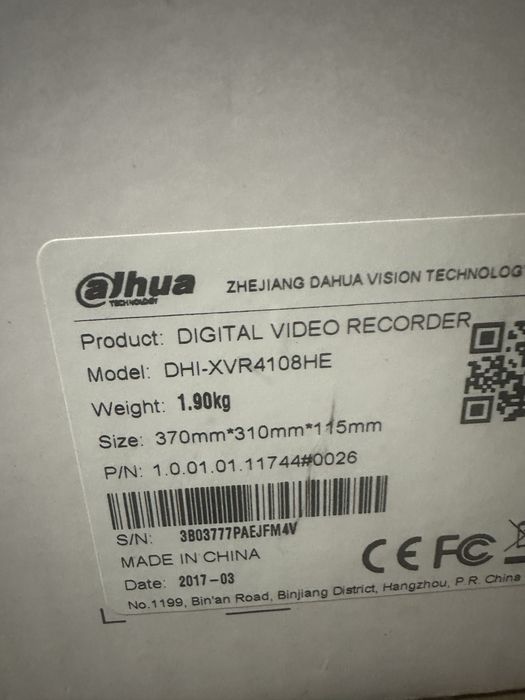 alhua
TECHNOLOGY
ZHEJIANG DAHUA VISION TECHNOLOG
Product: DIGITAL VIDEO RECORDER
Model: DHI-XVR4108HE
Weight: 1.90kg
Size: 370mm*310mm*115mm
P/N: 1.0.01.01.11744#0026
S/N: 3B03777PAEJFM4V
MADE IN CHINA
CE FC
Date: 2017-03
No.1199, Bin'an Road, Binjiang District, Hangzhou, P.R. China